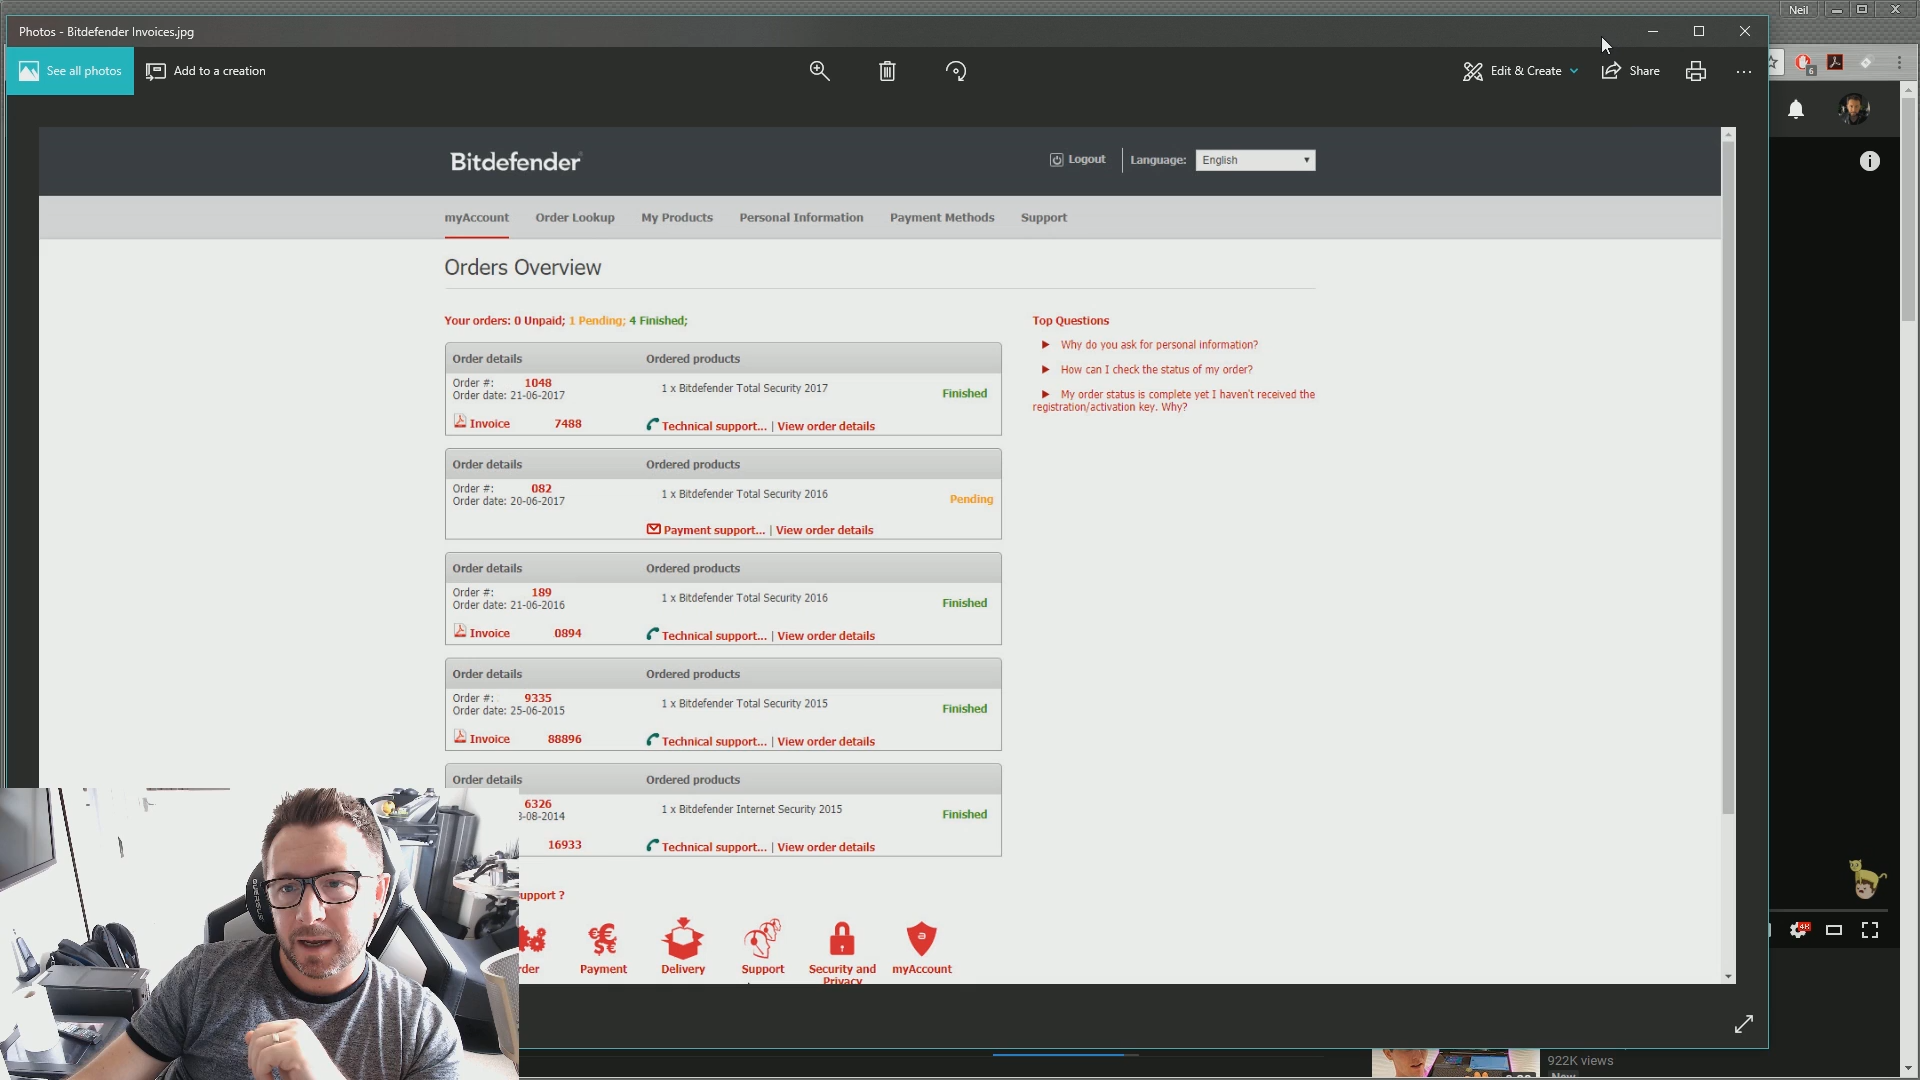 Neil
Photos - Bitdefender Invoices.jpg
See all photos
Add to a creation
Edit & Create
Share
6
Bitdefender
Logout
Language:
English
myAccount
Order Lookup
My Products
Personal Information
Payment Methods
Support
Orders Overview
Your orders: 0 Unpaid; 1 Pending; 4 Finished;
Order details Ordered products
Order #: 1048
Order date: 21-06-2017
1 x Bitdefender Total Security 2017
Finished
Invoice 7488
Technical support... | View order details
Order details Ordered products
Order #: 082
Order date: 20-06-2017
1 x Bitdefender Total Security 2016
Pending
Payment support... | View order details
Order details Ordered products
Order #: 189
Order date: 21-06-2016
1 x Bitdefender Total Security 2016
Finished
Invoice 0894
Technical support... | View order details
Order details Ordered products
Order #: 9335
Order date: 25-06-2015
1 x Bitdefender Total Security 2015
Finished
Invoice 88896
Technical support... | View order details
Order details Ordered products
6326
-08-2014
1 x Bitdefender Internet Security 2015
Finished
16933
Technical support... | View order details
Top Questions
Why do you ask for personal information?
How can I check the status of my order?
My order status is complete yet I haven't received the
registration/activation key. Why?
upport ?
rder
Payment
Delivery
Support
Security and
Privacy
myAccount
4K
922K views
New